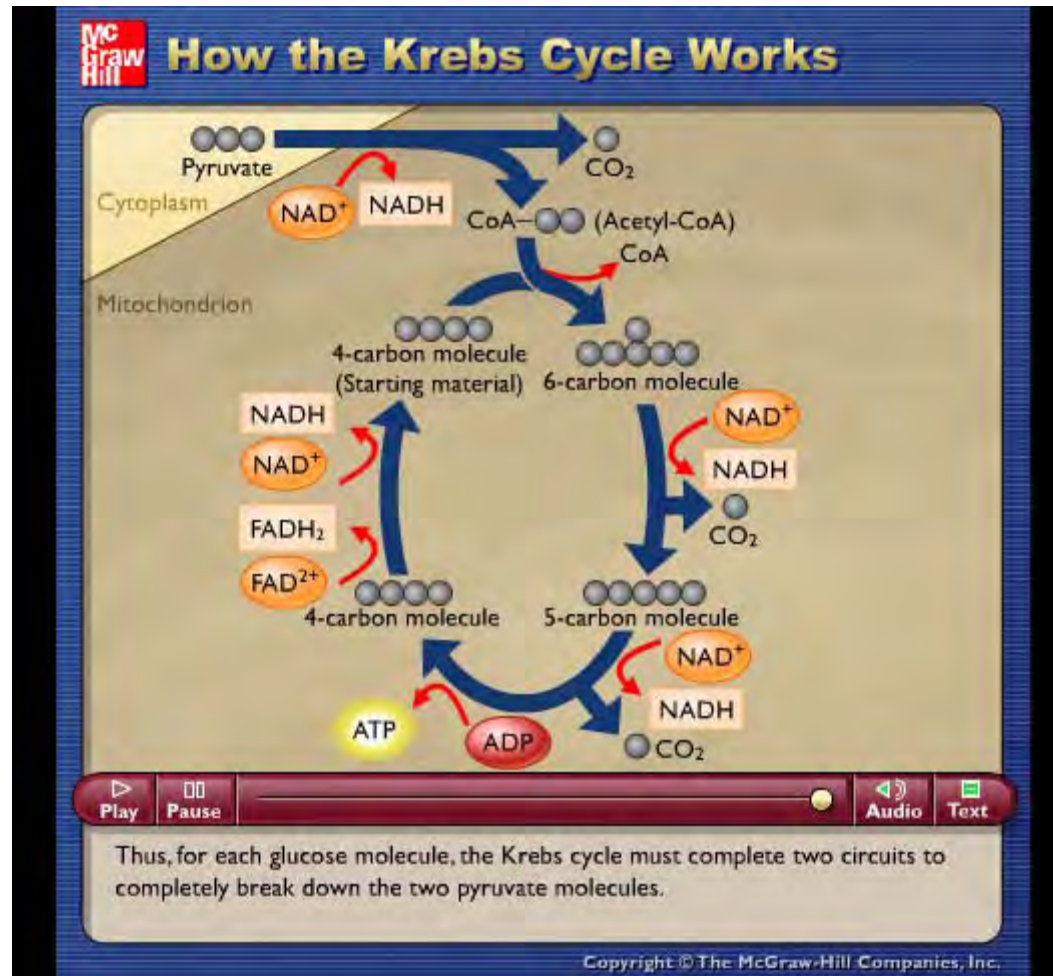 Mc
Graw
Hill
How the Krebs Cycle Works
Pyruvate
CO₂
Cytoplasm
NAD⁺
NADH
CoA–
(Acetyl-CoA)
CoA
Mitochondrion
4-carbon molecule
(Starting material)
6-carbon molecule
NADH
NAD⁺
NAD⁺
NADH
CO₂
FADH₂
FAD²⁺
4-carbon molecule
5-carbon molecule
NAD⁺
NADH
ATP
ADP
CO₂
Play
Pause
Audio
Text
Thus, for each glucose molecule, the Krebs cycle must complete two circuits to
completely break down the two pyruvate molecules.
Copyright © The McGraw-Hill Companies, Inc.